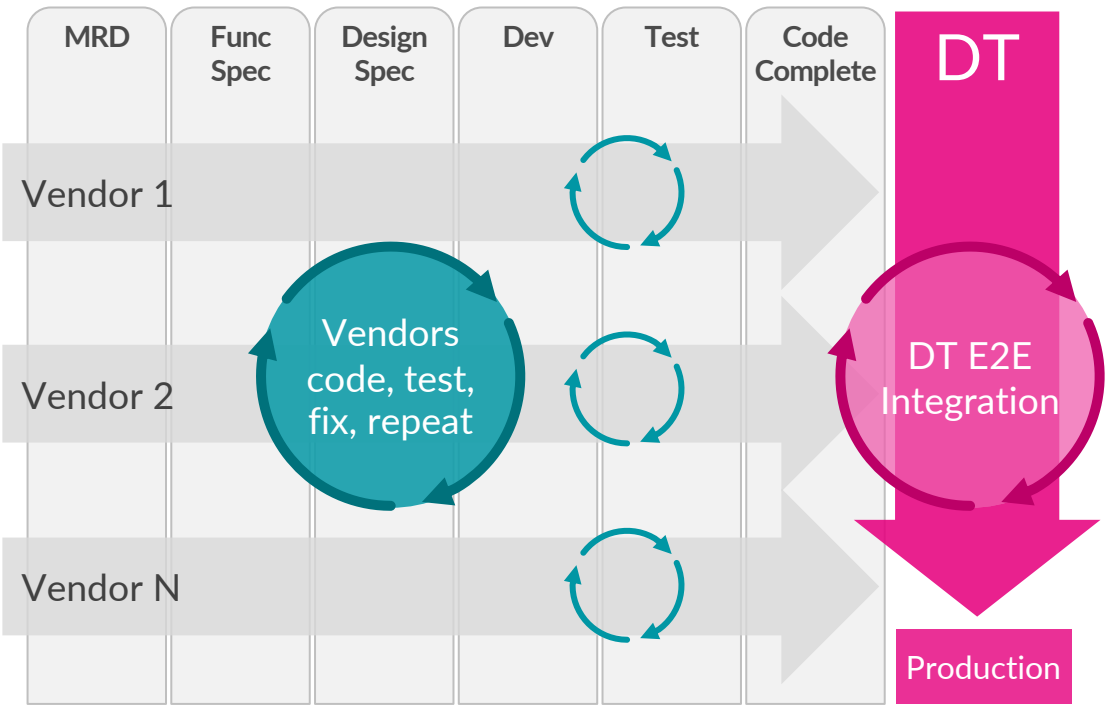 MRD
Func
Spec
Design
Spec
Dev
Test
Code
Complete
DT
Vendor 1
Vendor 2
Vendor N
Vendors
code, test,
fix, repeat
DT E2E
Integration
Production